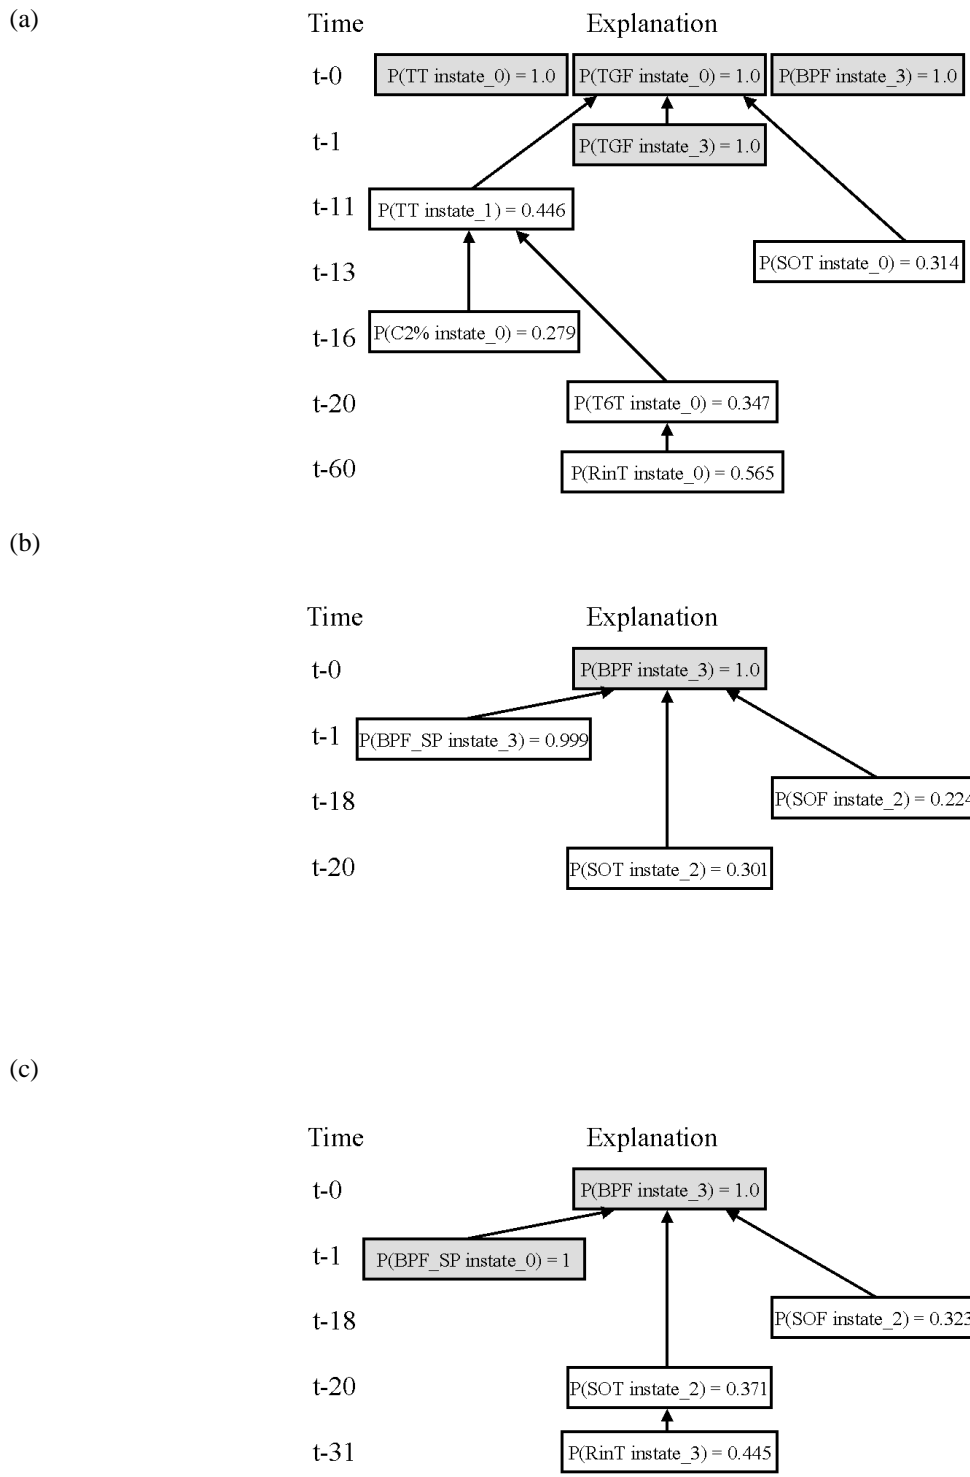 (a)
Time Explanation
t-0 P(TT instate_0) = 1.0 P(TGF instate_0) = 1.0 P(BPF instate_3) = 1.0
t-1 P(TGF instate_3) = 1.0
t-11 P(TT instate_1) = 0.446
t-13 P(SOT instate_0) = 0.314
t-16 P(C2% instate_0) = 0.279
t-20 P(T6T instate_0) = 0.347
t-60 P(RinT instate_0) = 0.565
(b)
Time Explanation
t-0 P(BPF instate_3) = 1.0
t-1 P(BPF_SP instate_3) = 0.999
t-18 P(SOF instate_2) = 0.224
t-20 P(SOT instate_2) = 0.301
(c)
Time Explanation
t-0 P(BPF instate_3) = 1.0
t-1 P(BPF_SP instate_0) = 1
t-18 P(SOF instate_2) = 0.323
t-20 P(SOT instate_2) = 0.371
t-31 P(RinT instate_3) = 0.445